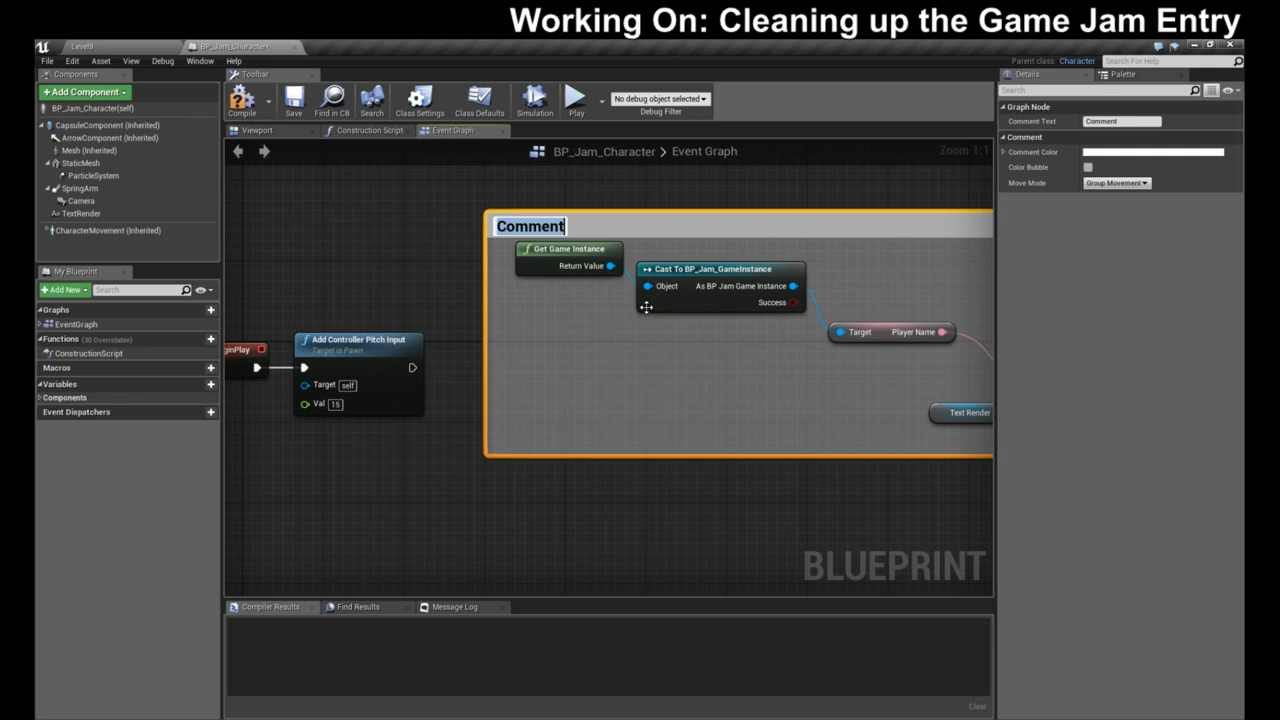 Working On: Cleaning up the Game Jam Entry
Level9
BP_Jam_Character*
File Edit Asset View Debug Window Help
Parent class: Character
Search For Help
Components
Toolbar
Details
Palette
+Add Component
Search
BP_Jam_Character(self)
Compile
Save
Find in CB
Search
Class Settings
Class Defaults
Simulation
Play
No debug object selected
Debug Filter
Graph Node
Comment Text
Comment
CapsuleComponent (Inherited)
Viewport
Construction Script
Event Graph
Comment
ArrowComponent (Inherited)
Mesh (Inherited)
BP_Jam_Character > Event Graph
Zoom 1:1
Comment Color
StaticMesh
Color Bubble
ParticleSystem
Move Mode
Group Movement
SpringArm
Camera
TextRender
CharacterMovement (Inherited)
Comment
Get Game Instance
Return Value
Cast To BP_Jam_GameInstance
Object
As BP Jam Game Instance
Success
My Blueprint
+Add New
Search
Graphs
EventGraph
Functions (30 Overridable)
ConstructionScript
Macros
Variables
Components
Event Dispatchers
Target
Player Name
ginPlay
Add Controller Pitch Input
Target is Pawn
Target self
Val 15
Text Render
BLUEPRINT
Compiler Results
Find Results
Message Log
Clear